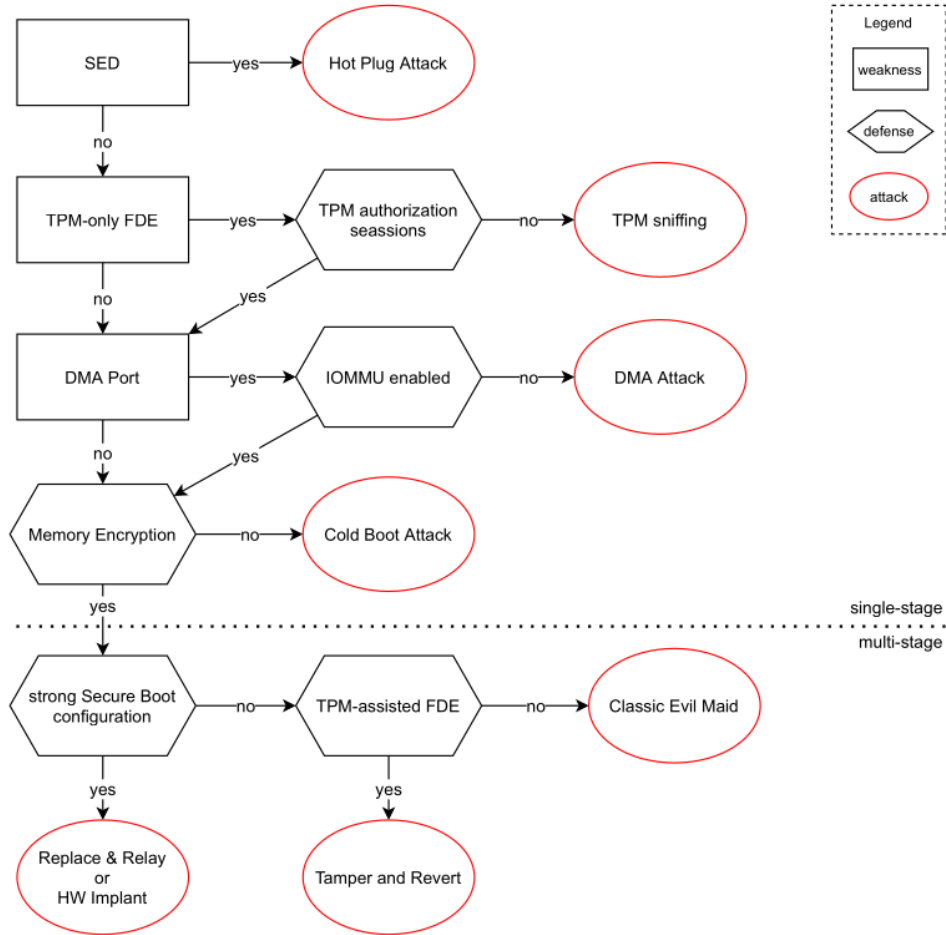 SED
yes
Hot Plug Attack
Legend
weakness
defense
attack
no
TPM-only FDE
yes
TPM authorization
seassions
no
TPM sniffing
yes
no
DMA Port
yes
IOMMU enabled
no
DMA Attack
yes
no
Memory Encryption
no
Cold Boot Attack
yes
single-stage
multi-stage
strong Secure Boot
configuration
no
TPM-assisted FDE
no
Classic Evil Maid
yes
yes
Replace & Relay
or
HW Implant
Tamper and Revert